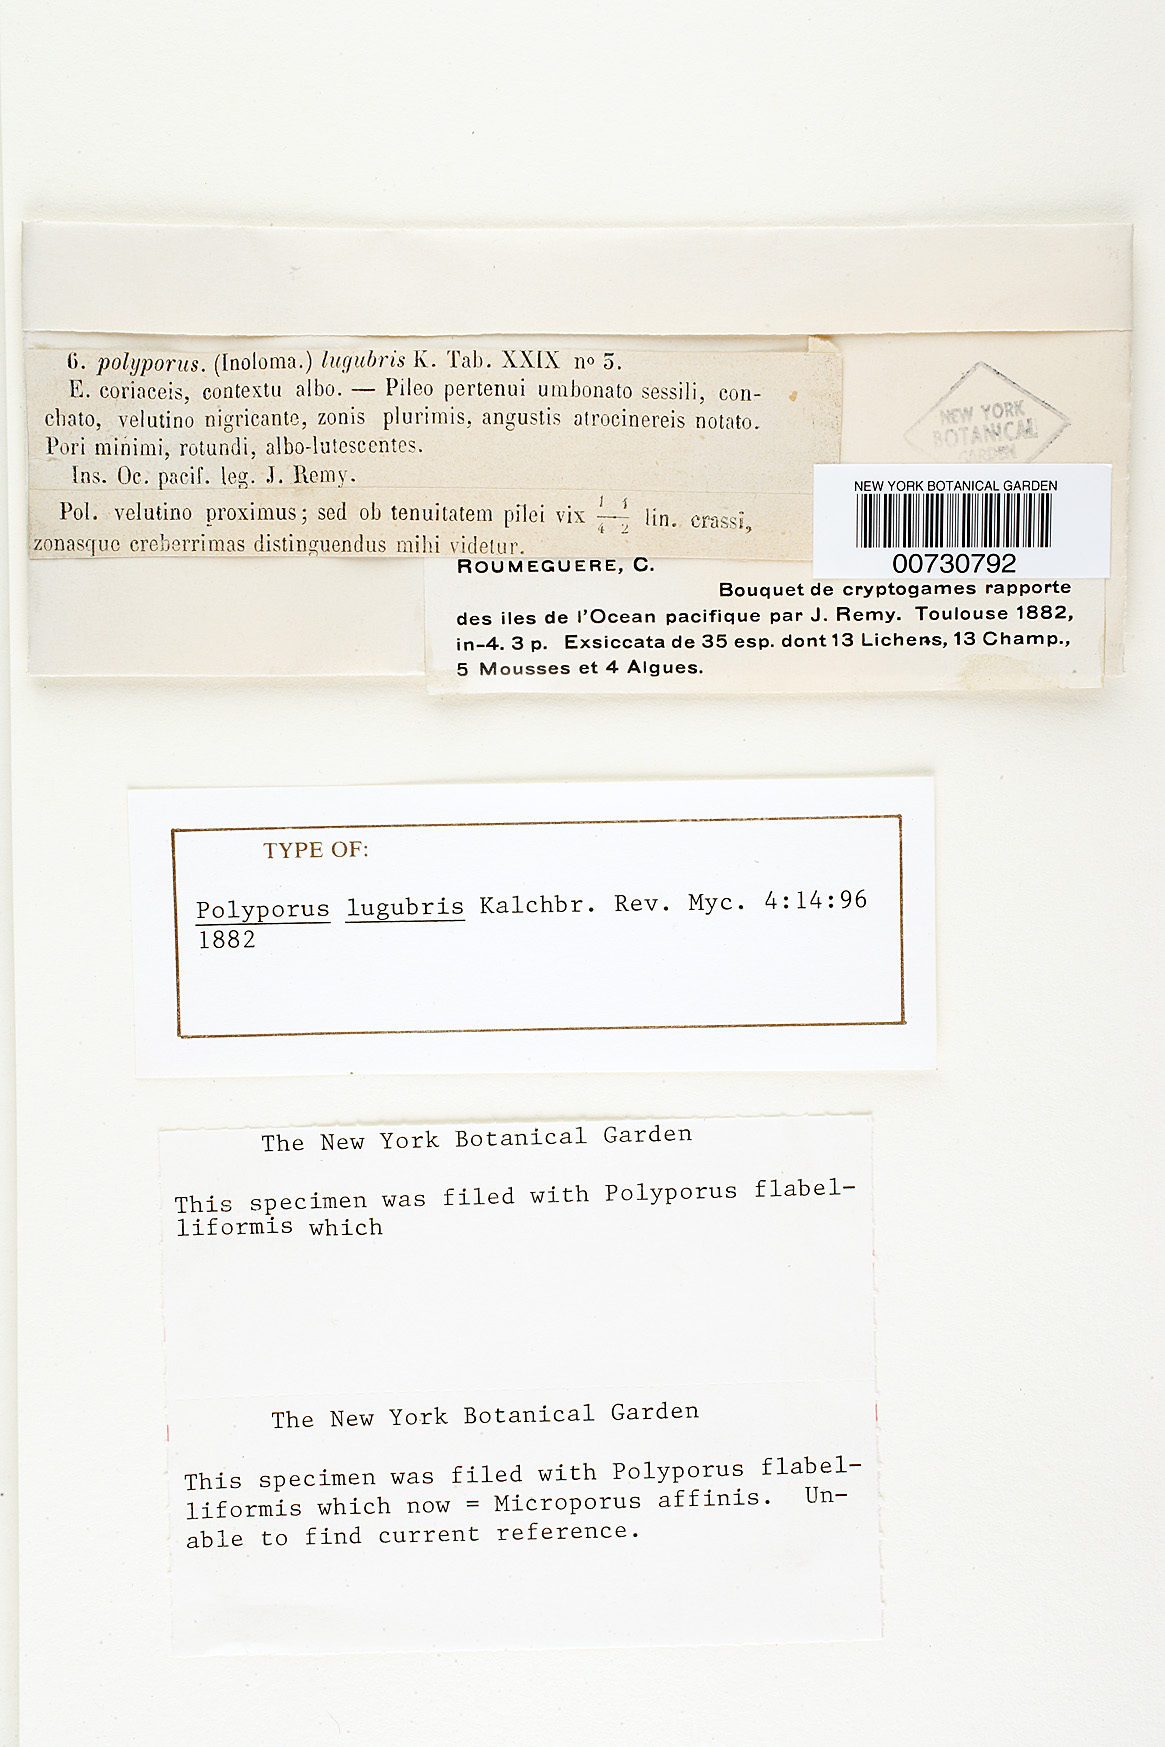 6. polyporus. (Inoloma.) lugubris K. Tab. XXIX nº 3.
E. coriaceis, contextu albo. — Pileo pertenui umbonato sessili, con-
chato, velutino nigricante, zonis plurimis, angustis atrocinereis notato.
Pori minimi, rotundi, albo-lutescentes.
Ins. Oc. pacif. leg. J. Remy.
Pol. velutino proximus; sed ob tenuitatem pilei vix 1/4 – 1/2 lin. crassi,
zonasque creberrimas distinguendus mihi videtur.
NEW YORK
BOTANICAL
GARDEN
NEW YORK BOTANICAL GARDEN
00730792
ROUMEGUERE, C.
Bouquet de cryptogames rapporte
des iles de l'Ocean pacifique par J. Remy. Toulouse 1882,
in-4. 3 p. Exsiccata de 35 esp. dont 13 Lichens, 13 Champ.,
5 Mousses et 4 Algues.
TYPE OF:
Polyporus lugubris Kalchbr. Rev. Myc. 4:14:96
1882
The New York Botanical Garden
This specimen was filed with Polyporus flabel-
liformis which
The New York Botanical Garden
This specimen was filed with Polyporus flabel-
liformis which now = Microporus affinis. Un-
able to find current reference.